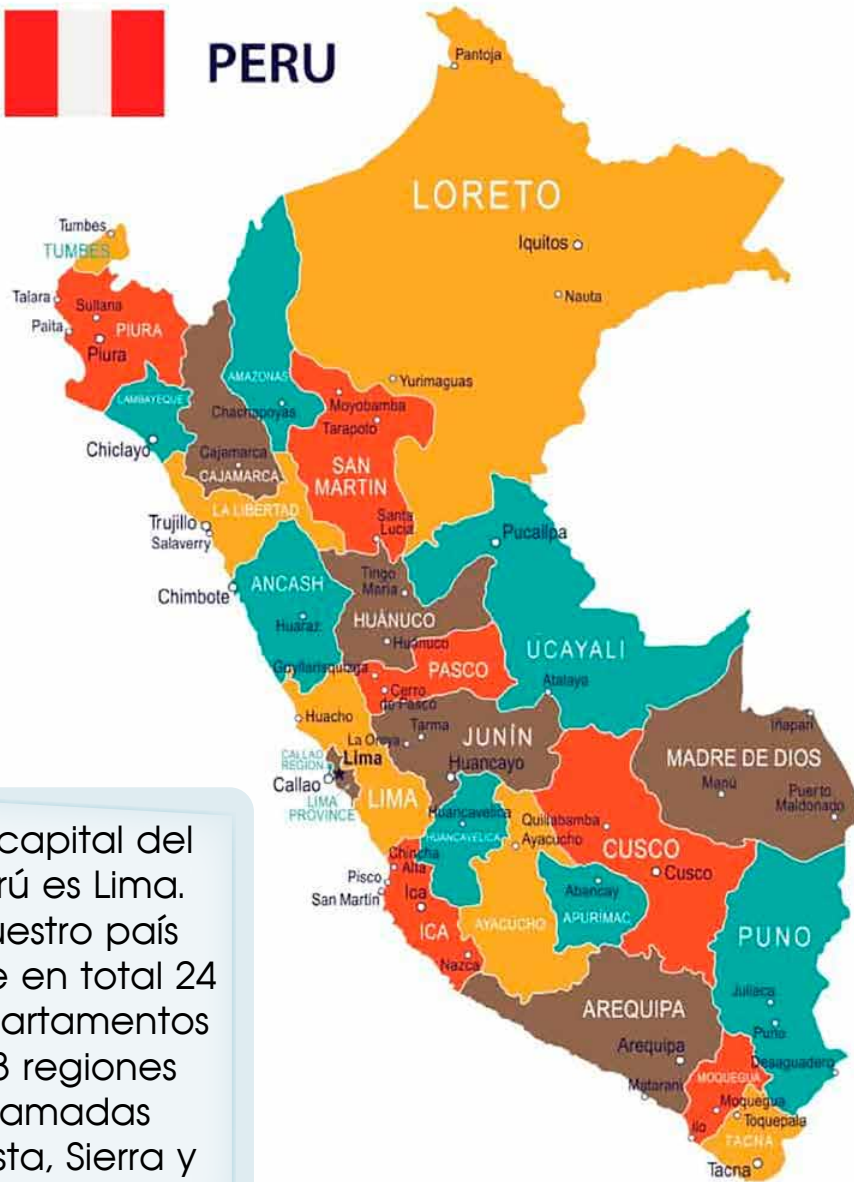 PERU
Pantoja
LORETO
Iquitos
Nauta
Tumbes
TUMBES
Talara
Sullana
Paita
PIURA
Piura
Yurimaguas
AMAZONAS
LAMBAYEQUE
Chachapoyas
Moyobamba
Tarapolo
Chiclayo
Cajamarca
CAJAMARCA
SAN
MARTIN
LA LIBERTAD
Trujillo
Salaverry
Santa
Lucia
Pucallpa
Chimbote
ANCASH
Tingo
Maria
Huaraz
HUÁNUCO
Huánuco
UCAYALI
Goyllarisquizga
PASCO
Cerro
de Pasco
Atalaya
Huacho
Tarma
JUNÍN
La Oroya
Iñapari
CALLAO
REGION
Lima
Huancayo
MADRE DE DIOS
Callao
LIMA
Manú
Puerto
Maldonago
LIMA
PROVINCE
Huancavelica
HUANCAVELICA
Quillabamba
Ayacucho
CUSCO
Chincha
Alta
Pisco
San Martín
Ica
Abancay
Cusco
ICA
AYACUCHO
APURÍMAC
PUNO
Nazca
AREQUIPA
Juliaca
Arequipa
Puno
Desaguadero
Matarani
MOQUEGUA
Moquegua
Toquepala
Ilo
TACNA
Tacna
capital del
rú es Lima.
uestro país
e en total 24
artamentos
3 regiones
amadas
sta, Sierra y